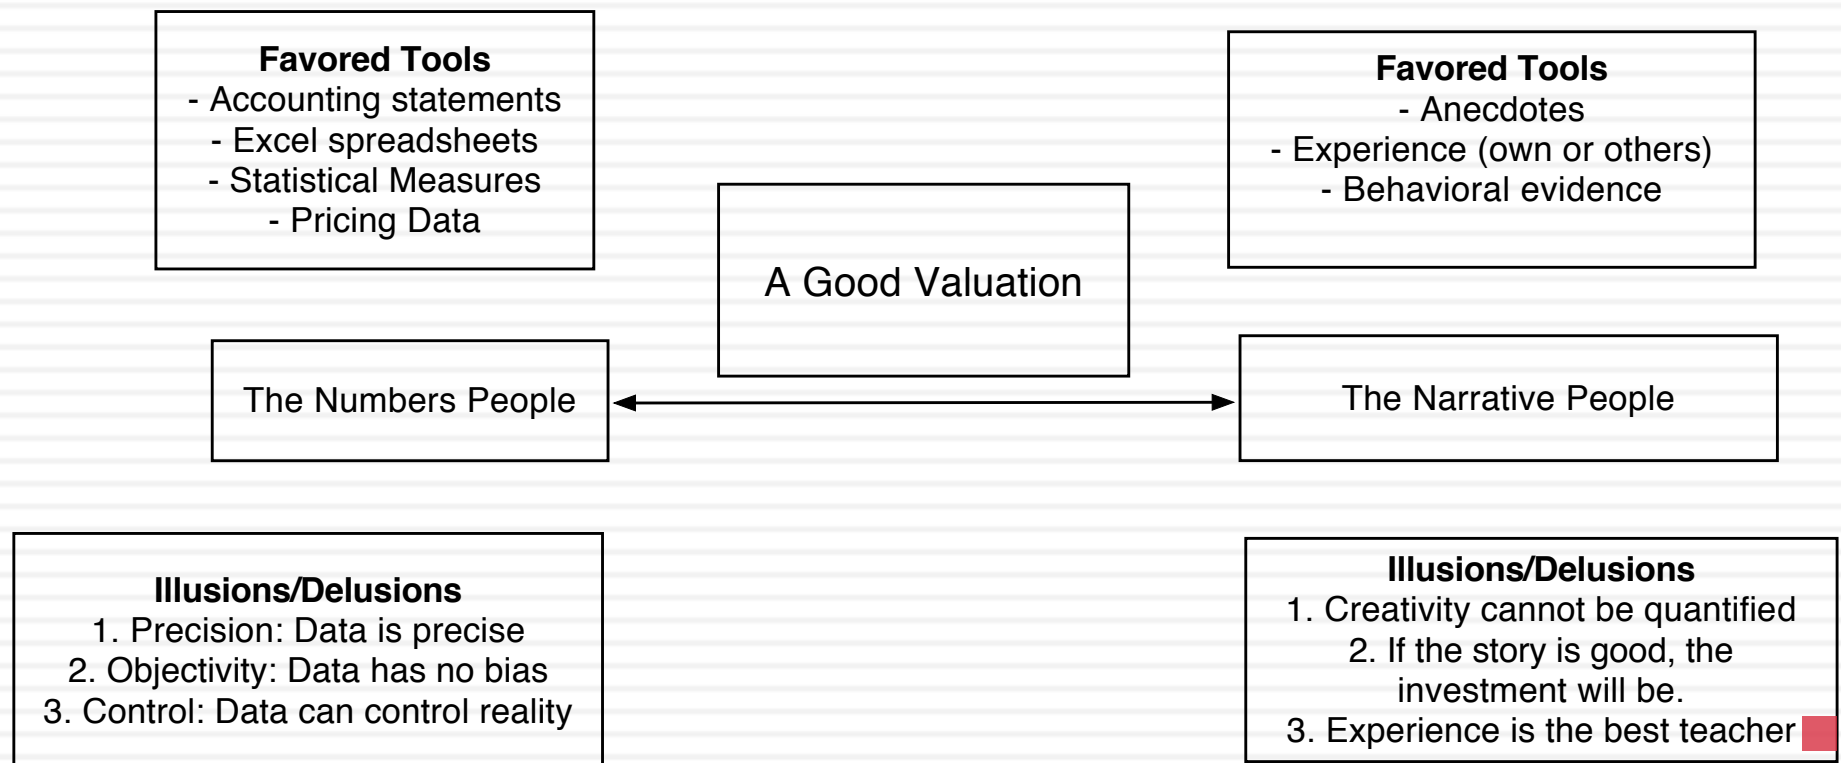 Favored Tools
- Accounting statements
- Excel spreadsheets
- Statistical Measures
- Pricing Data
Favored Tools
- Anecdotes
- Experience (own or others)
- Behavioral evidence
A Good Valuation
The Numbers People
The Narrative People
Illusions/Delusions
1. Precision: Data is precise
2. Objectivity: Data has no bias
3. Control: Data can control reality
Illusions/Delusions
1. Creativity cannot be quantified
2. If the story is good, the
investment will be.
3. Experience is the best teacher